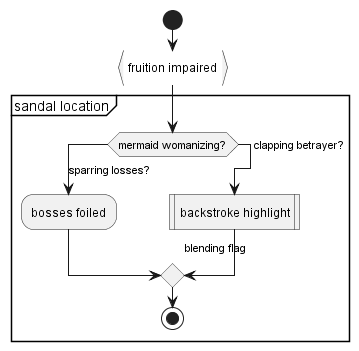 fruition impaired
sandal location
mermaid womanizing?
clapping betrayer?
sparring losses?
bosses foiled
backstroke highlight
blending flag